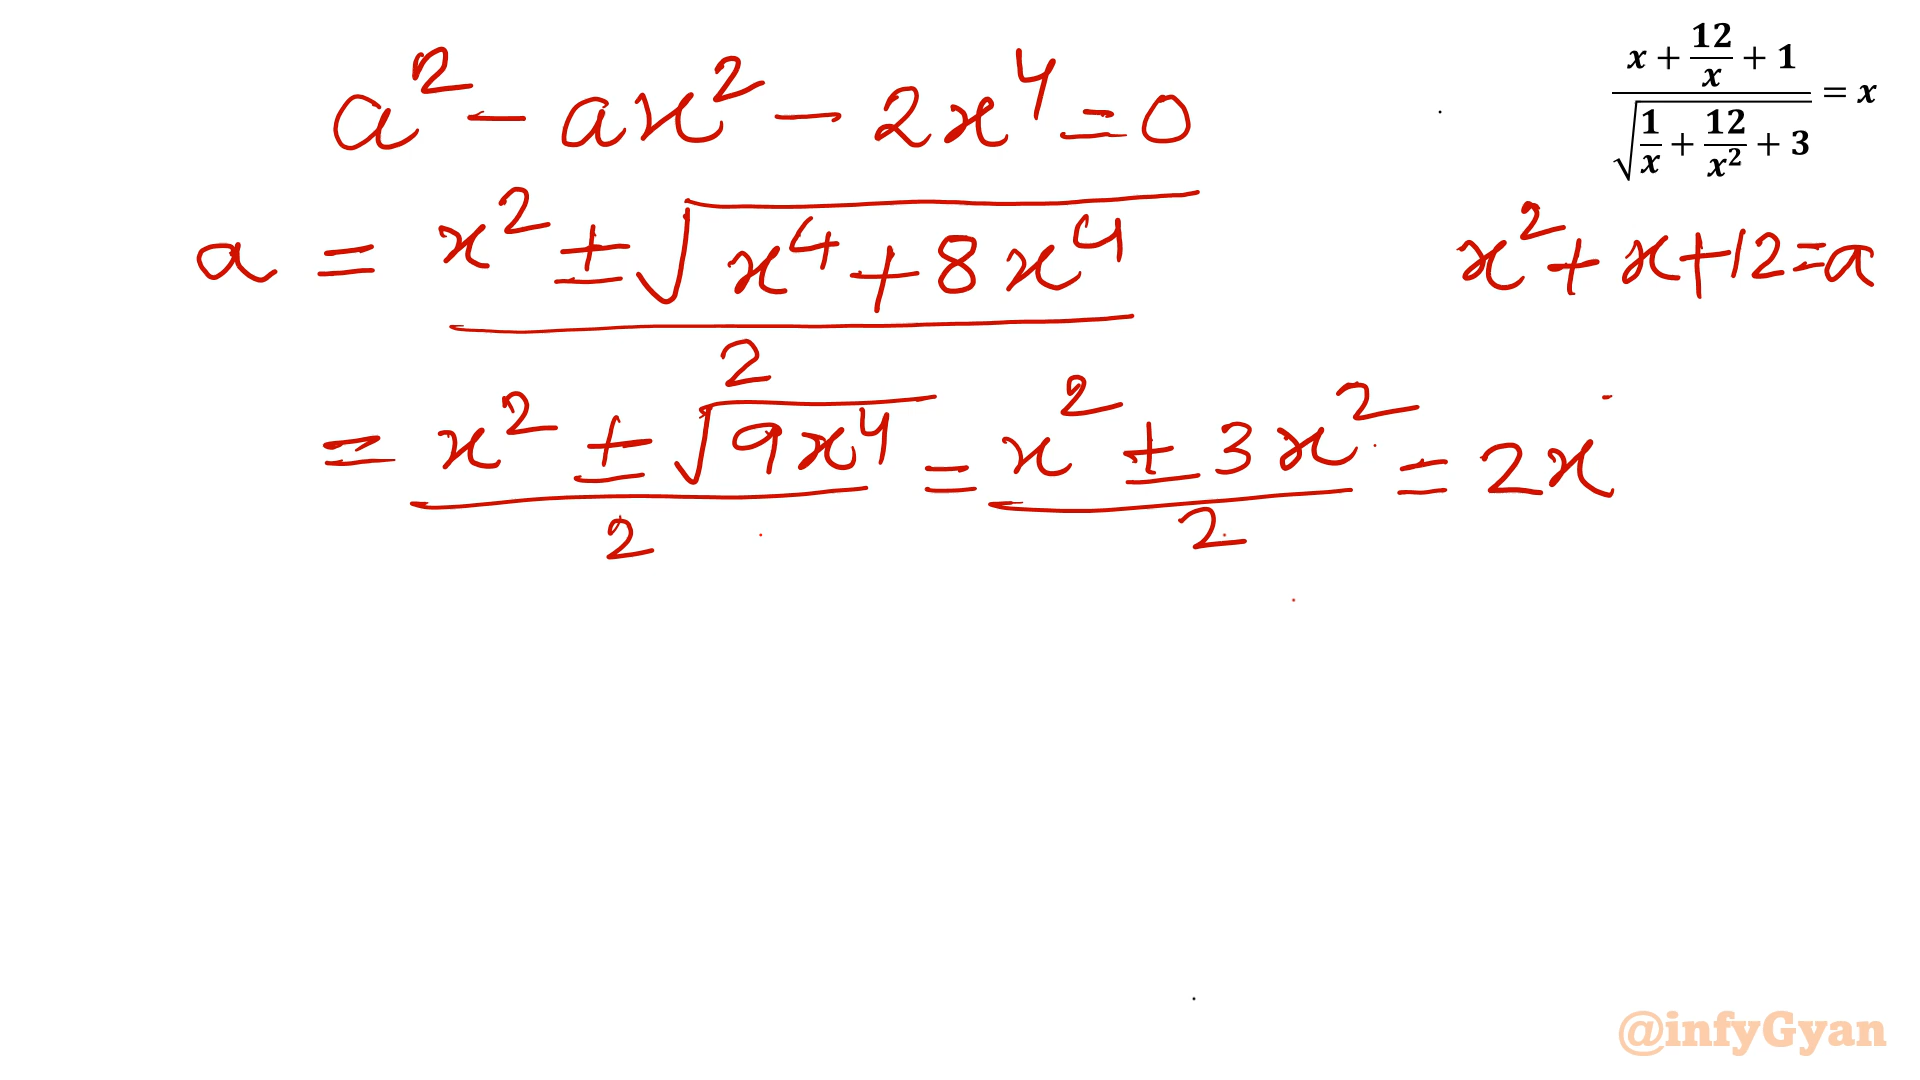 a² - ax² - 2x⁴ = 0
(x + 12/x + 1) / √(1/x + 12/x² + 3) = x
a = (x² ± √(x⁴ + 8x⁴)) / 2
x² + x + 12 = a
= (x² ± √(9x⁴)) / 2 = (x² ± 3x²) / 2 = 2x
@infyGyan